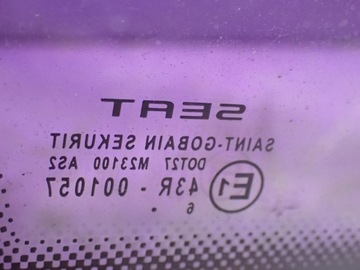 SEAT
SAINT-GOBAIN SEKURIT
DOT27 M23100 AS2
E1 43R - 001057
6